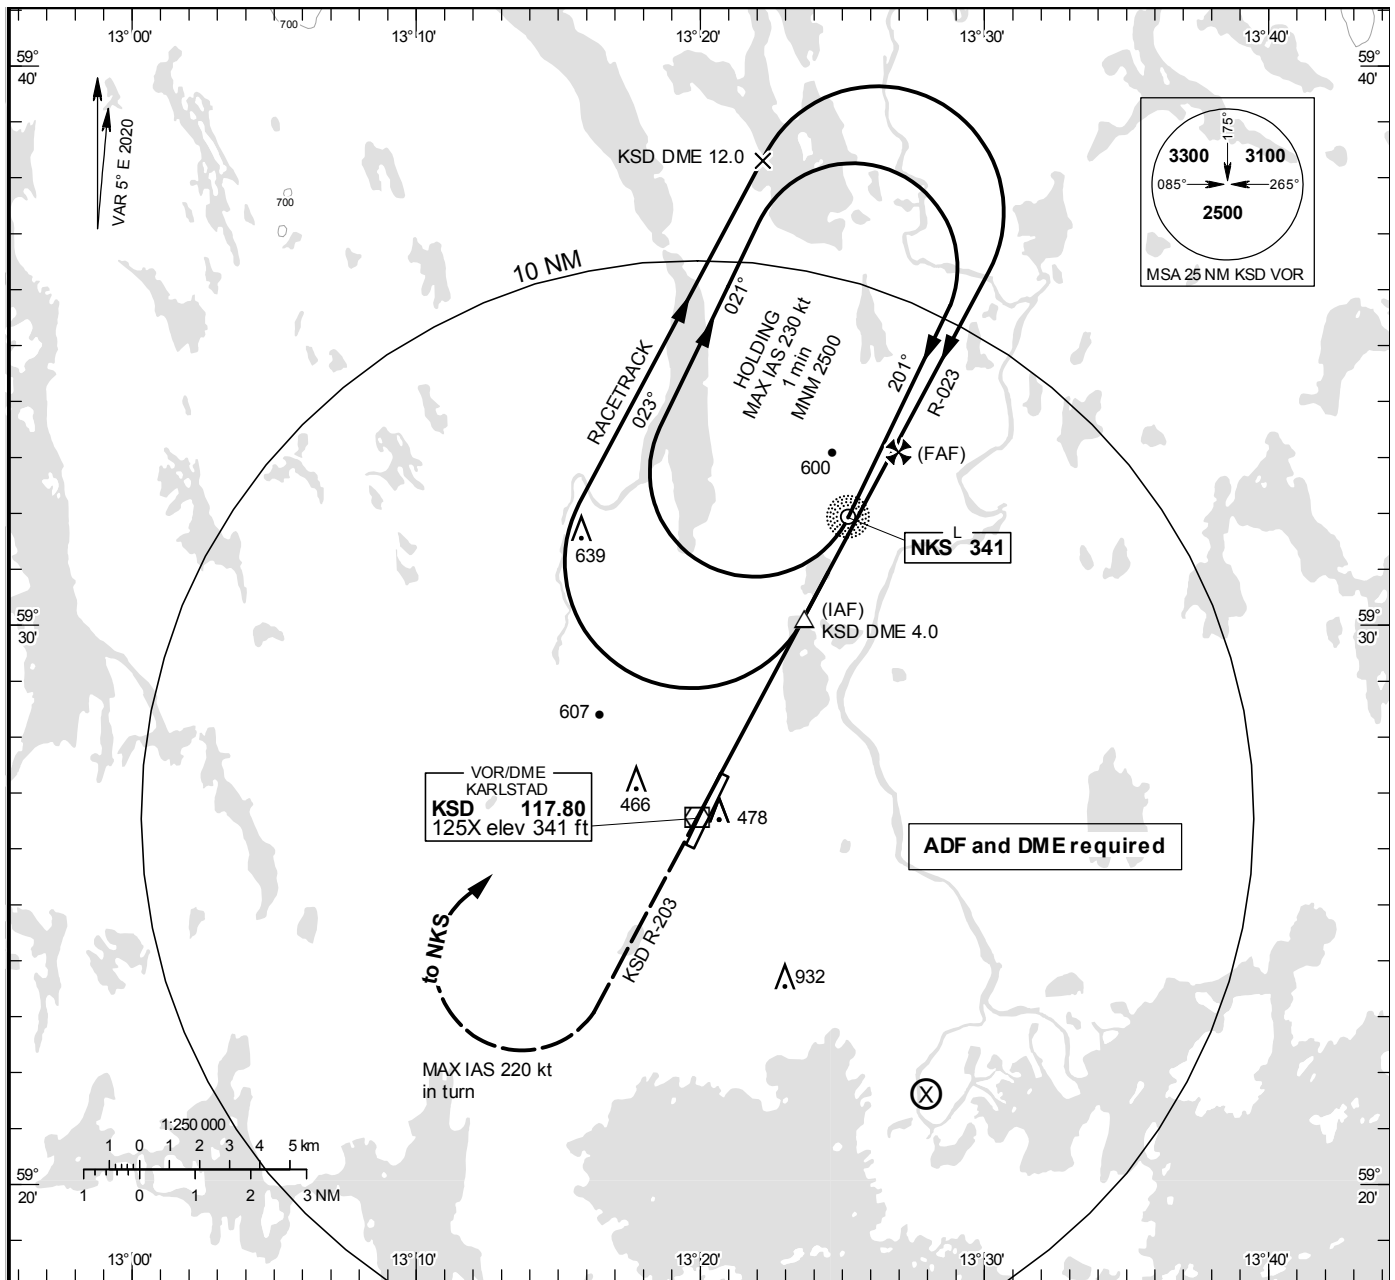 700
13° 00'
13° 10'
13° 20'
13° 30'
13° 40'
59°
40'
59°
40'
VAR 5° E 2020
KSD DME 12.0
175°
3300
3100
085°
265°
2500
MSA 25 NM KSD VOR
700
10 NM
021°
HOLDING
MAX IAS 230 kt
1 min
MNM 2500
RACETRACK
023°
201°
R-023
600
(FAF)
L
NKS 341
639
(IAF)
KSD DME 4.0
59°
30'
59°
30'
607
VOR/DME
KARLSTAD
KSD 117.80
125X elev 341 ft
466
478
ADF and DME required
to NKS
KSD R-203
932
MAX IAS 220 kt
in turn
X
1:250 000
1 0 1 2 3 4 5 km
1 0 1 2 3 NM
59°
20'
59°
20'
13° 00'
13° 10'
13° 20'
13° 30'
13° 40'